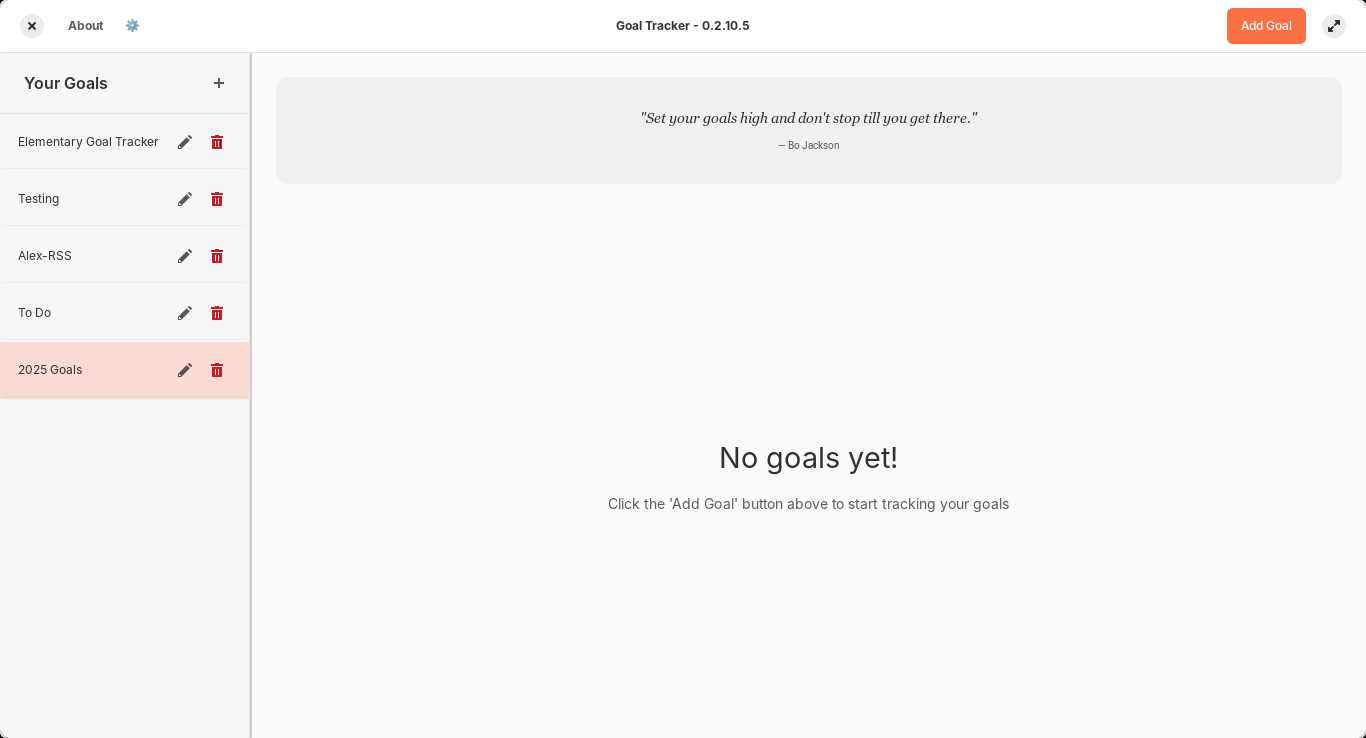 About
Goal Tracker - 0.2.10.5
Add Goal
Your Goals
Elementary Goal Tracker
Testing
Alex-RSS
To Do
2025 Goals
"Set your goals high and don't stop till you get there."
— Bo Jackson
No goals yet!
Click the 'Add Goal' button above to start tracking your goals